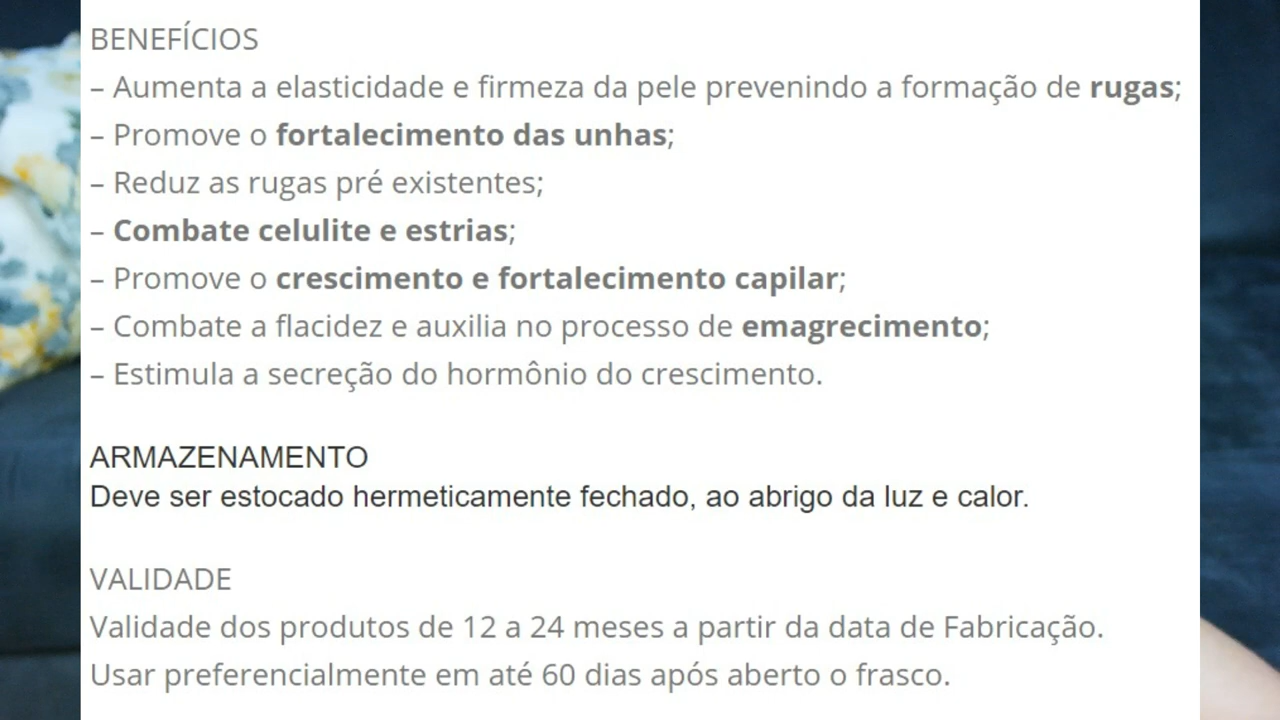 BENEFÍCIOS
– Aumenta a elasticidade e firmeza da pele prevenindo a formação de rugas;
– Promove o fortalecimento das unhas;
– Reduz as rugas pré existentes;
– Combate celulite e estrias;
– Promove o crescimento e fortalecimento capilar;
– Combate a flacidez e auxilia no processo de emagrecimento;
– Estimula a secreção do hormônio do crescimento.
ARMAZENAMENTO
Deve ser estocado hermeticamente fechado, ao abrigo da luz e calor.
VALIDADE
Validade dos produtos de 12 a 24 meses a partir da data de Fabricação.
Usar preferencialmente em até 60 dias após aberto o frasco.